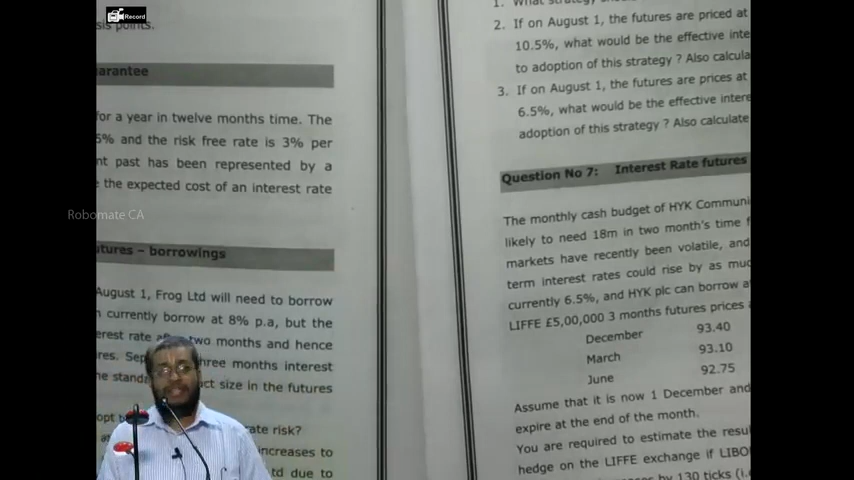 Record
sis points.
arantee
for a year in twelve months time. The
5% and the risk free rate is 3% per
nt past has been represented by a
the expected cost of an interest rate
Robomate CA
utures – borrowings
August 1, Frog Ltd will need to borrow
currently borrow at 8% p.a, but the
erest rate after two months and hence
res. Sep three months interest
he stand ct size in the futures
opt rate risk?
increases to
td due to
1. What strategy
2. If on August 1, the futures are priced at
10.5%, what would be the effective inte
to adoption of this strategy ? Also calcula
3. If on August 1, the futures are prices at
6.5%, what would be the effective intere
adoption of this strategy ? Also calculate
Question No 7: Interest Rate futures
The monthly cash budget of HYK Communi
likely to need 18m in two month's time f
markets have recently been volatile, and
term interest rates could rise by as muc
currently 6.5%, and HYK plc can borrow a
LIFFE £5,00,000 3 months futures prices a
December 93.40
March 93.10
June 92.75
Assume that it is now 1 December and
expire at the end of the month.
You are required to estimate the resu
hedge on the LIFFE exchange if LIBO
by 130 ticks (i.e